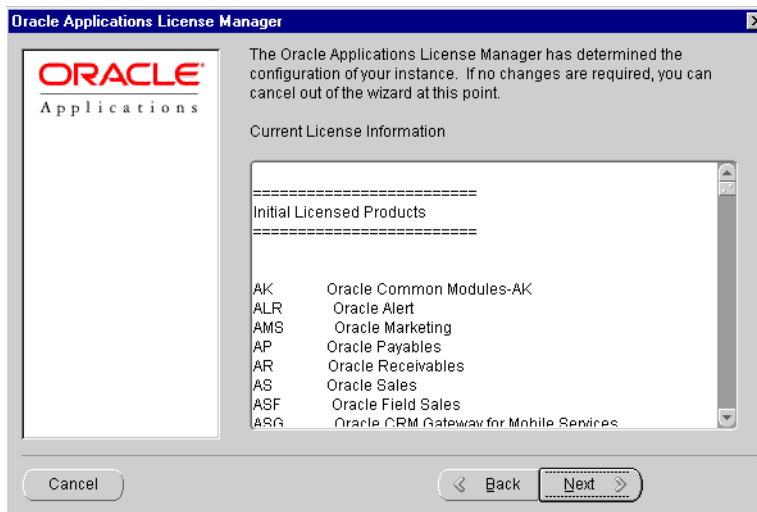 Oracle Applications License Manager
ORACLE
Applications
The Oracle Applications License Manager has determined the
configuration of your instance. If no changes are required, you can
cancel out of the wizard at this point.
Current License Information
=========================
Initial Licensed Products
=========================
AK Oracle Common Modules-AK
ALR Oracle Alert
AMS Oracle Marketing
AP Oracle Payables
AR Oracle Receivables
AS Oracle Sales
ASF Oracle Field Sales
ASG Oracle CRM Gateway for Mobile Services
Cancel
Back
Next